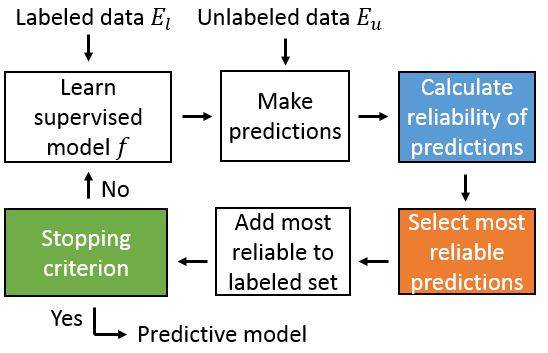 Labeled data E_l
Unlabeled data E_u
Learn
supervised
model f
Make
predictions
Calculate
reliability of
predictions
No
Stopping
criterion
Add most
reliable to
labeled set
Select most
reliable
predictions
Yes
Predictive model